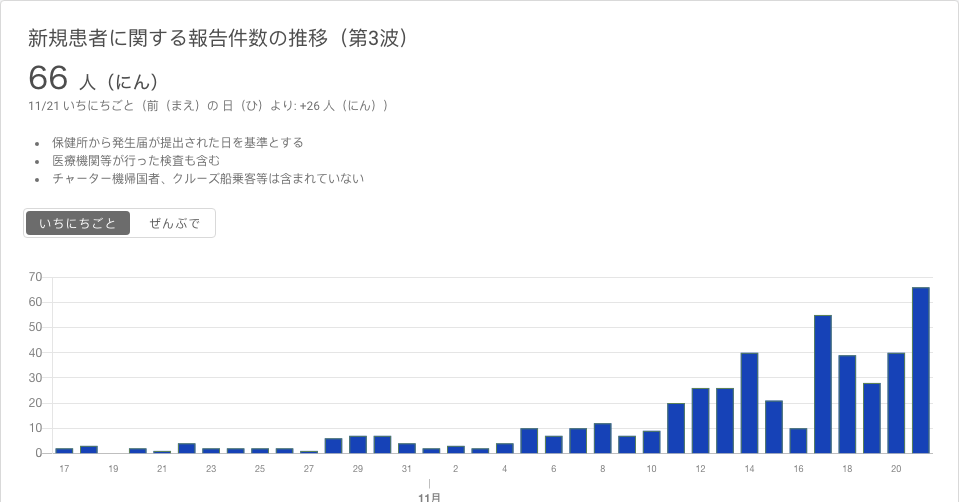 新規患者に関する報告件数の推移（第3波）
66 人（にん）
11/21 いちにちごと（前（まえ）の 日（ひ）より: +26 人（にん））
• 保健所から発生届が提出された日を基準とする
• 医療機関等が行った検査も含む
• チャーター機帰国者、クルーズ船乗客等は含まれていない
いちにちごと ぜんぶで
70
60
50
40
30
20
10
0
17 19 21 23 25 27 29 31 2 4 6 8 10 12 14 16 18 20
11月